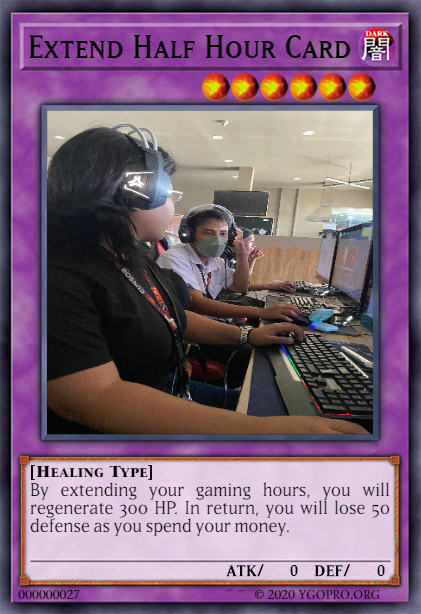 Extend Half Hour Card
DARK
闇
[Healing Type]
By extending your gaming hours, you will
regenerate 300 HP. In return, you will lose 50
defense as you spend your money.
ATK/ 0 DEF/ 0
000000027
© 2020 YGOPRO.ORG